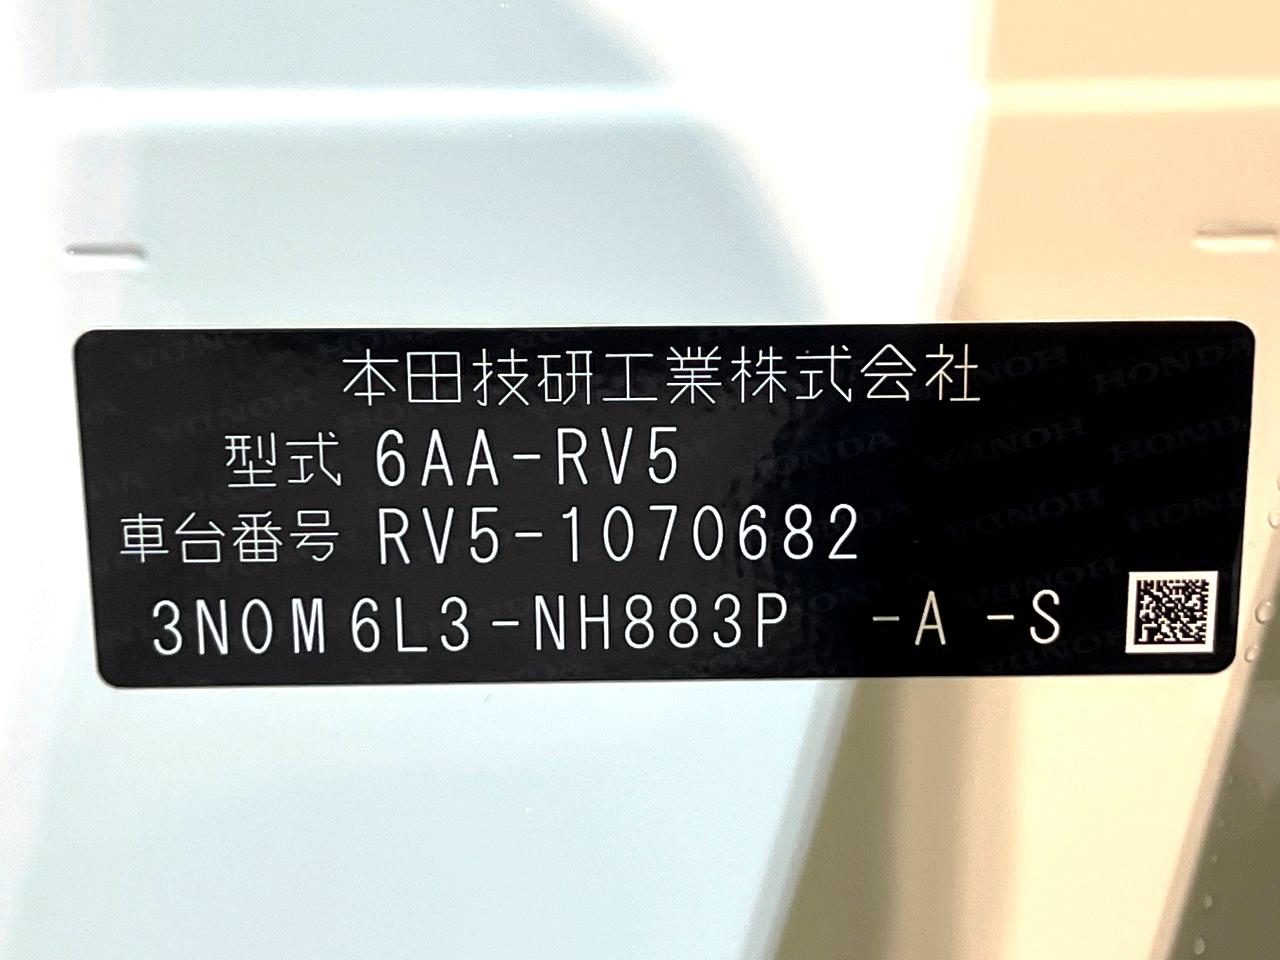 本田技研工業株式会社
型式 6AA-RV5
車台番号 RV5-1070682
3N0M6L3-NH883P -A -S